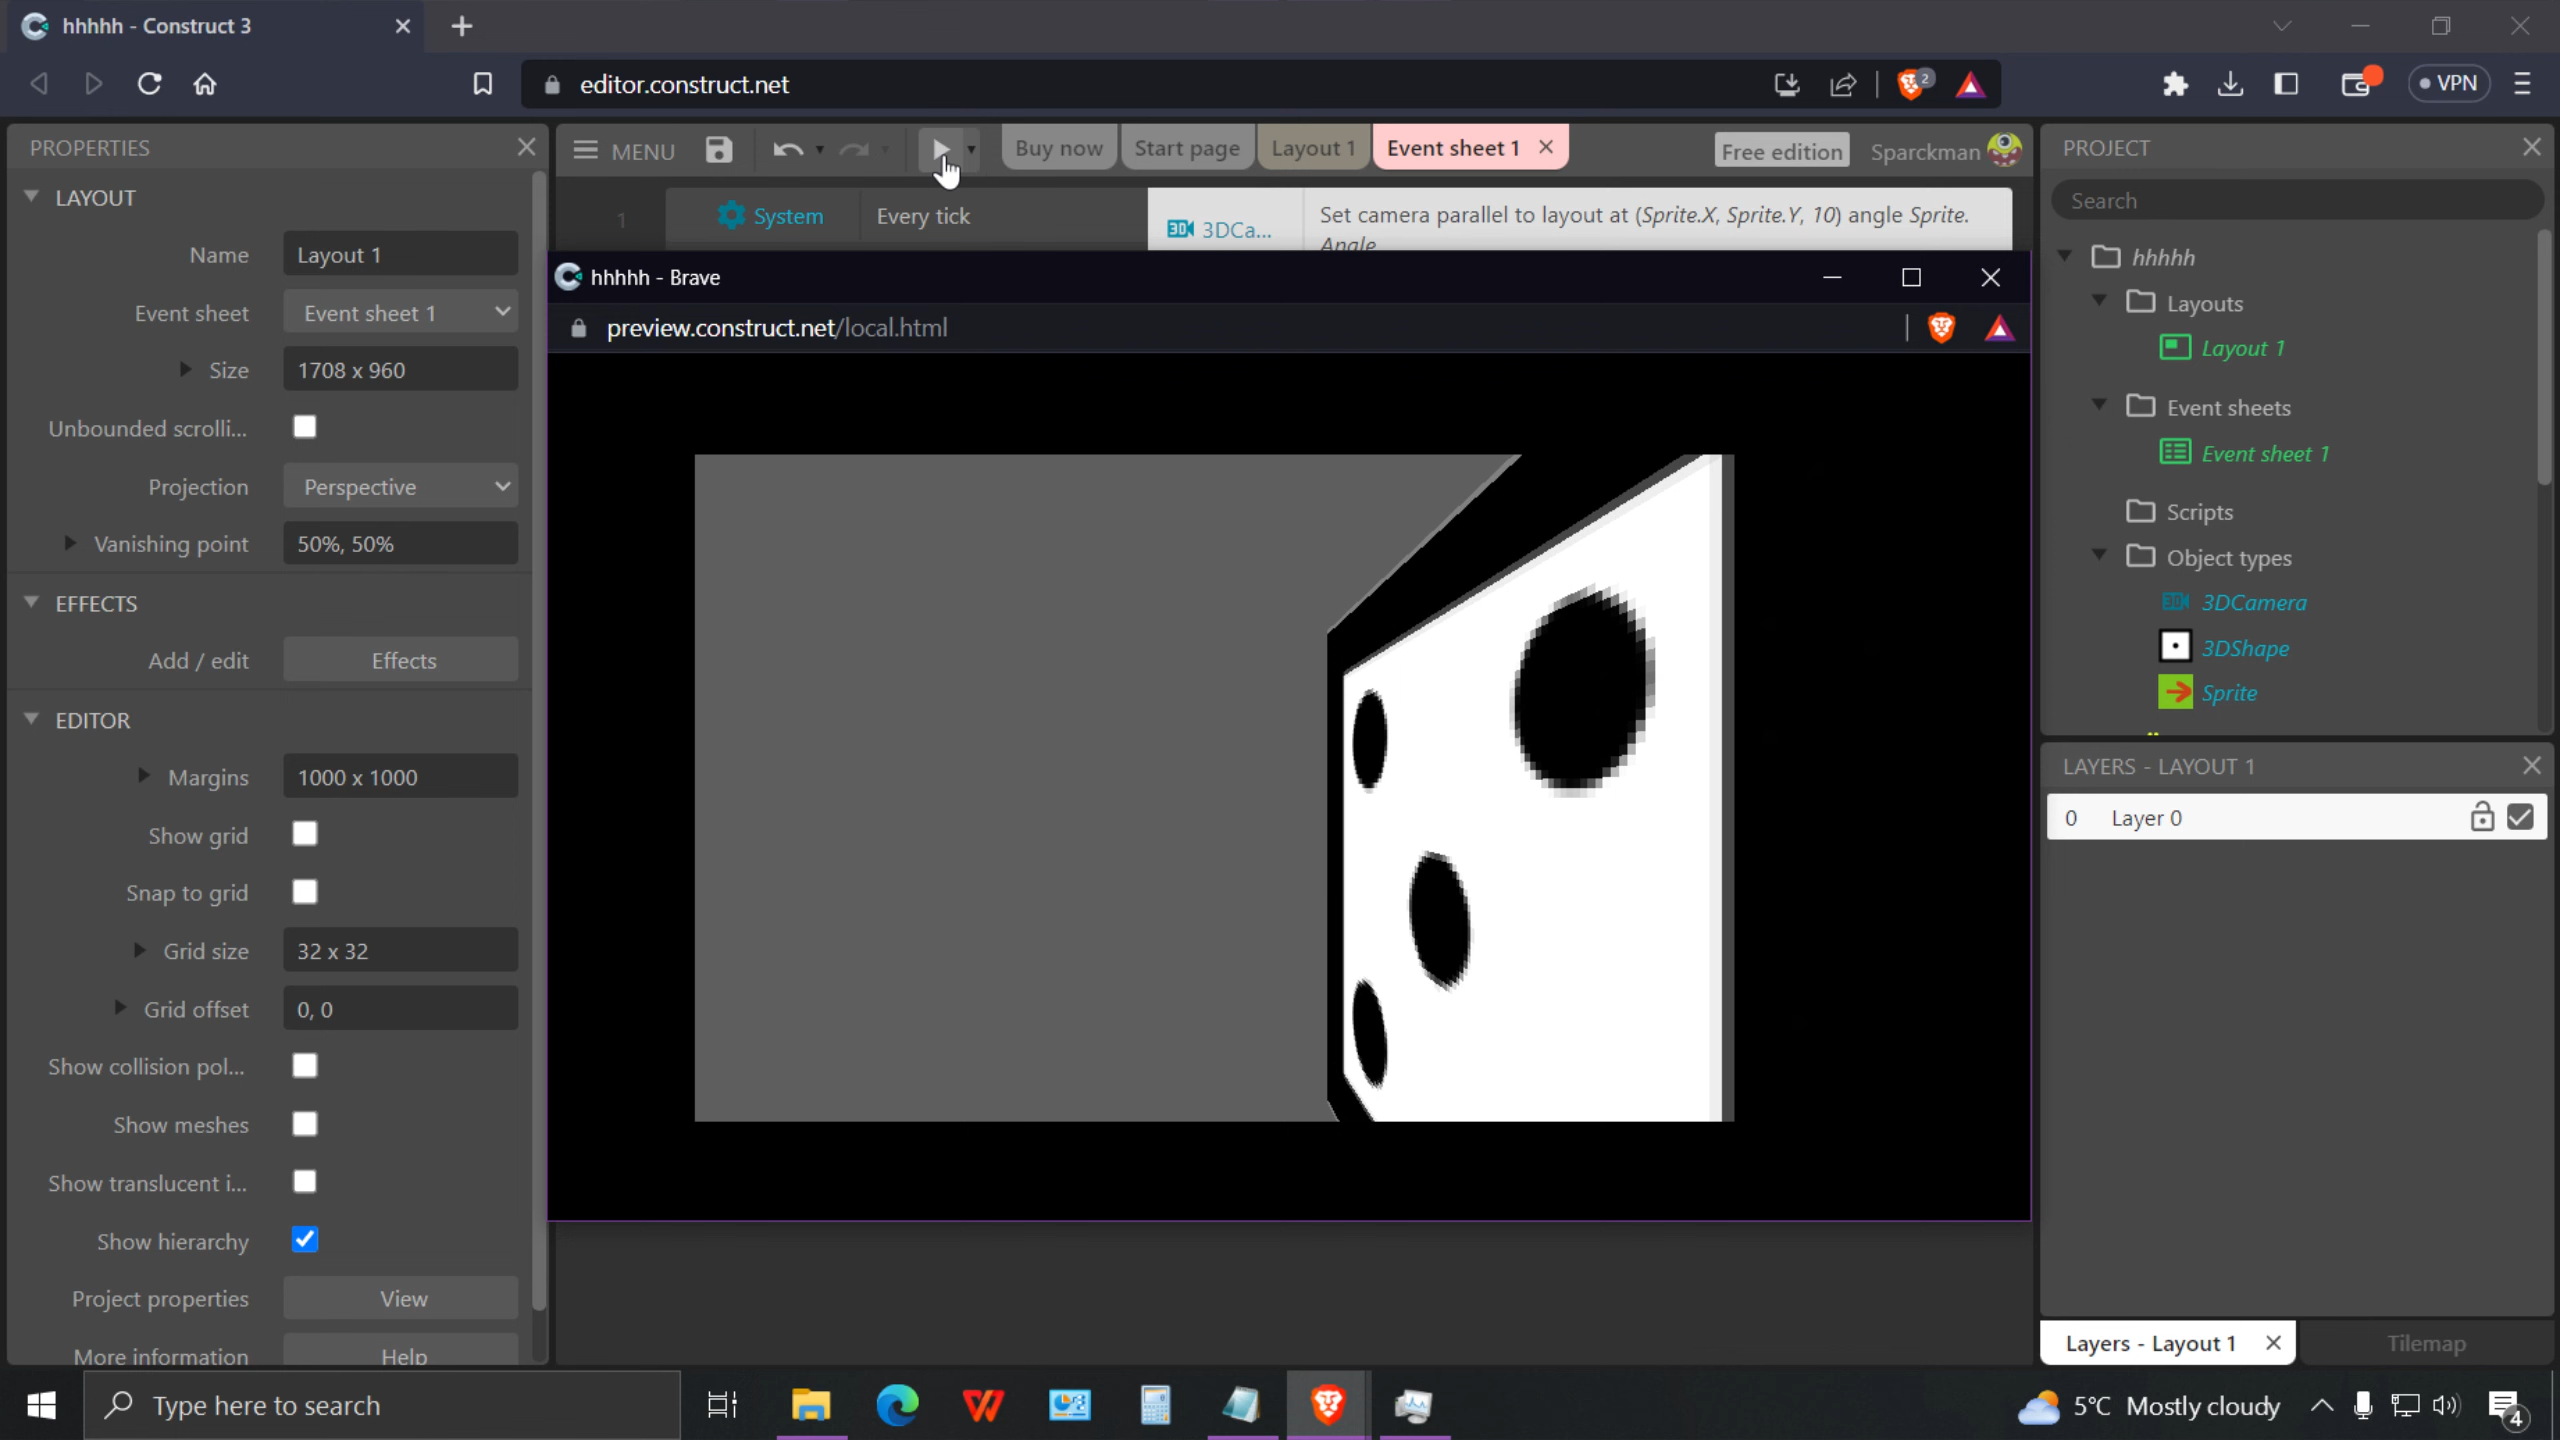 hhhhh - Construct 3
editor.construct.net
2
VPN
PROPERTIES
LAYOUT
Name
Layout 1
Event sheet
Event sheet 1
Size
1708 x 960
Unbounded scrolli...
Projection
Perspective
Vanishing point
50%, 50%
EFFECTS
Add / edit
Effects
EDITOR
Margins
1000 x 1000
Show grid
Snap to grid
Grid size
32 x 32
Grid offset
0, 0
Show collision pol...
Show meshes
Show translucent i...
Show hierarchy
Project properties
View
More information
Help
MENU
Buy now
Start page
Layout 1
Event sheet 1
Free edition
Sparckman
1
System
Every tick
3DCa...
Set camera parallel to layout at (Sprite.X, Sprite.Y, 10) angle Sprite.
Angle
hhhhh - Brave
preview.construct.net/local.html
PROJECT
Search
hhhhh
Layouts
Layout 1
Event sheets
Event sheet 1
Scripts
Object types
3DCamera
3DShape
Sprite
LAYERS - LAYOUT 1
0
Layer 0
Layers - Layout 1
Tilemap
Type here to search
5°C Mostly cloudy
4